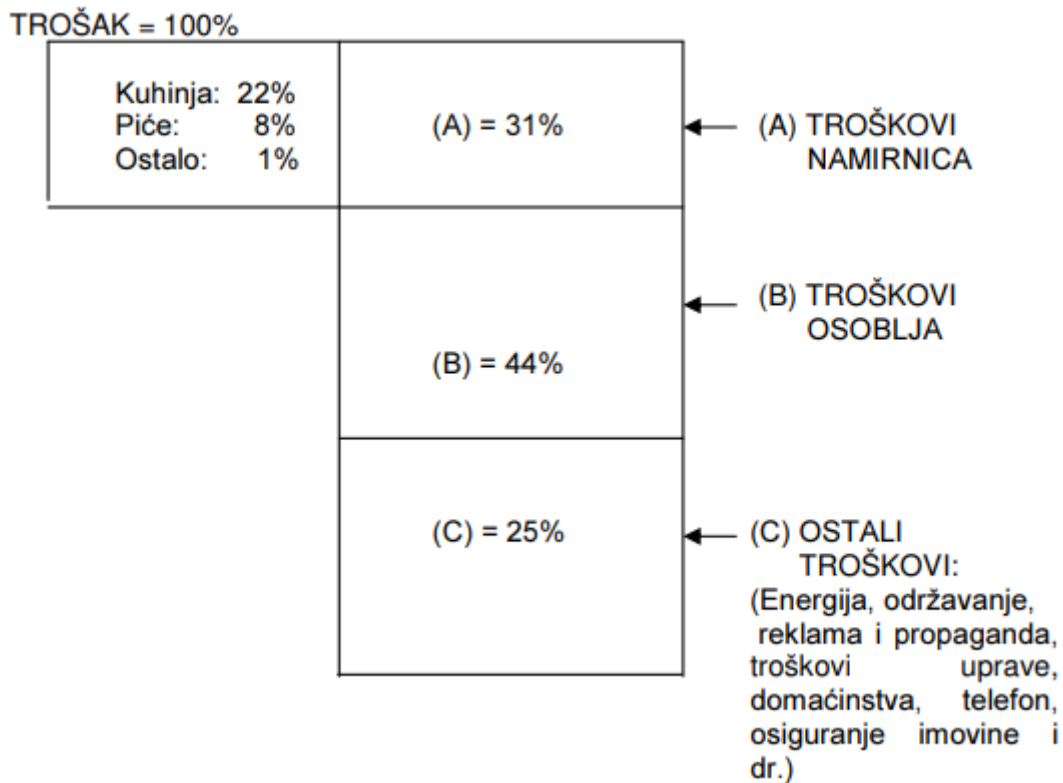 TROŠAK = 100%
Kuhinja: 22%
Piće: 8%
Ostalo: 1%
(A) = 31%
(A) TROŠKOVI
NAMIRNICA
(B) TROŠKOVI
OSOBLJA
(B) = 44%
(C) = 25%
(C) OSTALI
TROŠKOVI:
(Energija, održavanje,
reklama i propaganda,
troškovi uprave,
domaćinstva, telefon,
osiguranje imovine i
dr.)